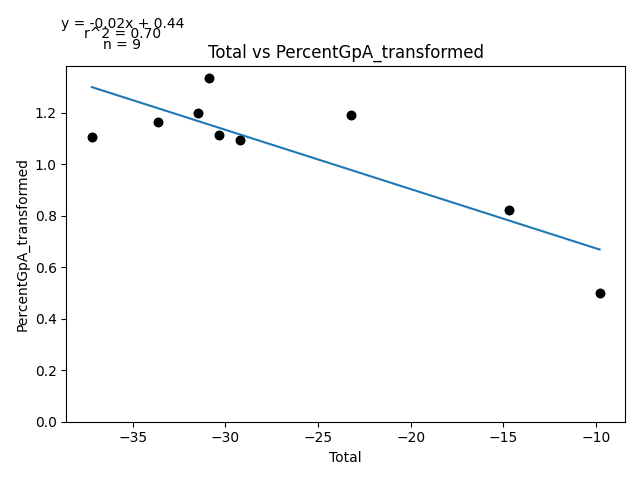 y = -0.02x + 0.44
r^2 = 0.70
n = 9
Total vs PercentGpA_transformed
PercentGpA_transformed
1.2
1.0
0.8
0.6
0.4
0.2
0.0
−35 −30 −25 −20 −15 −10
Total